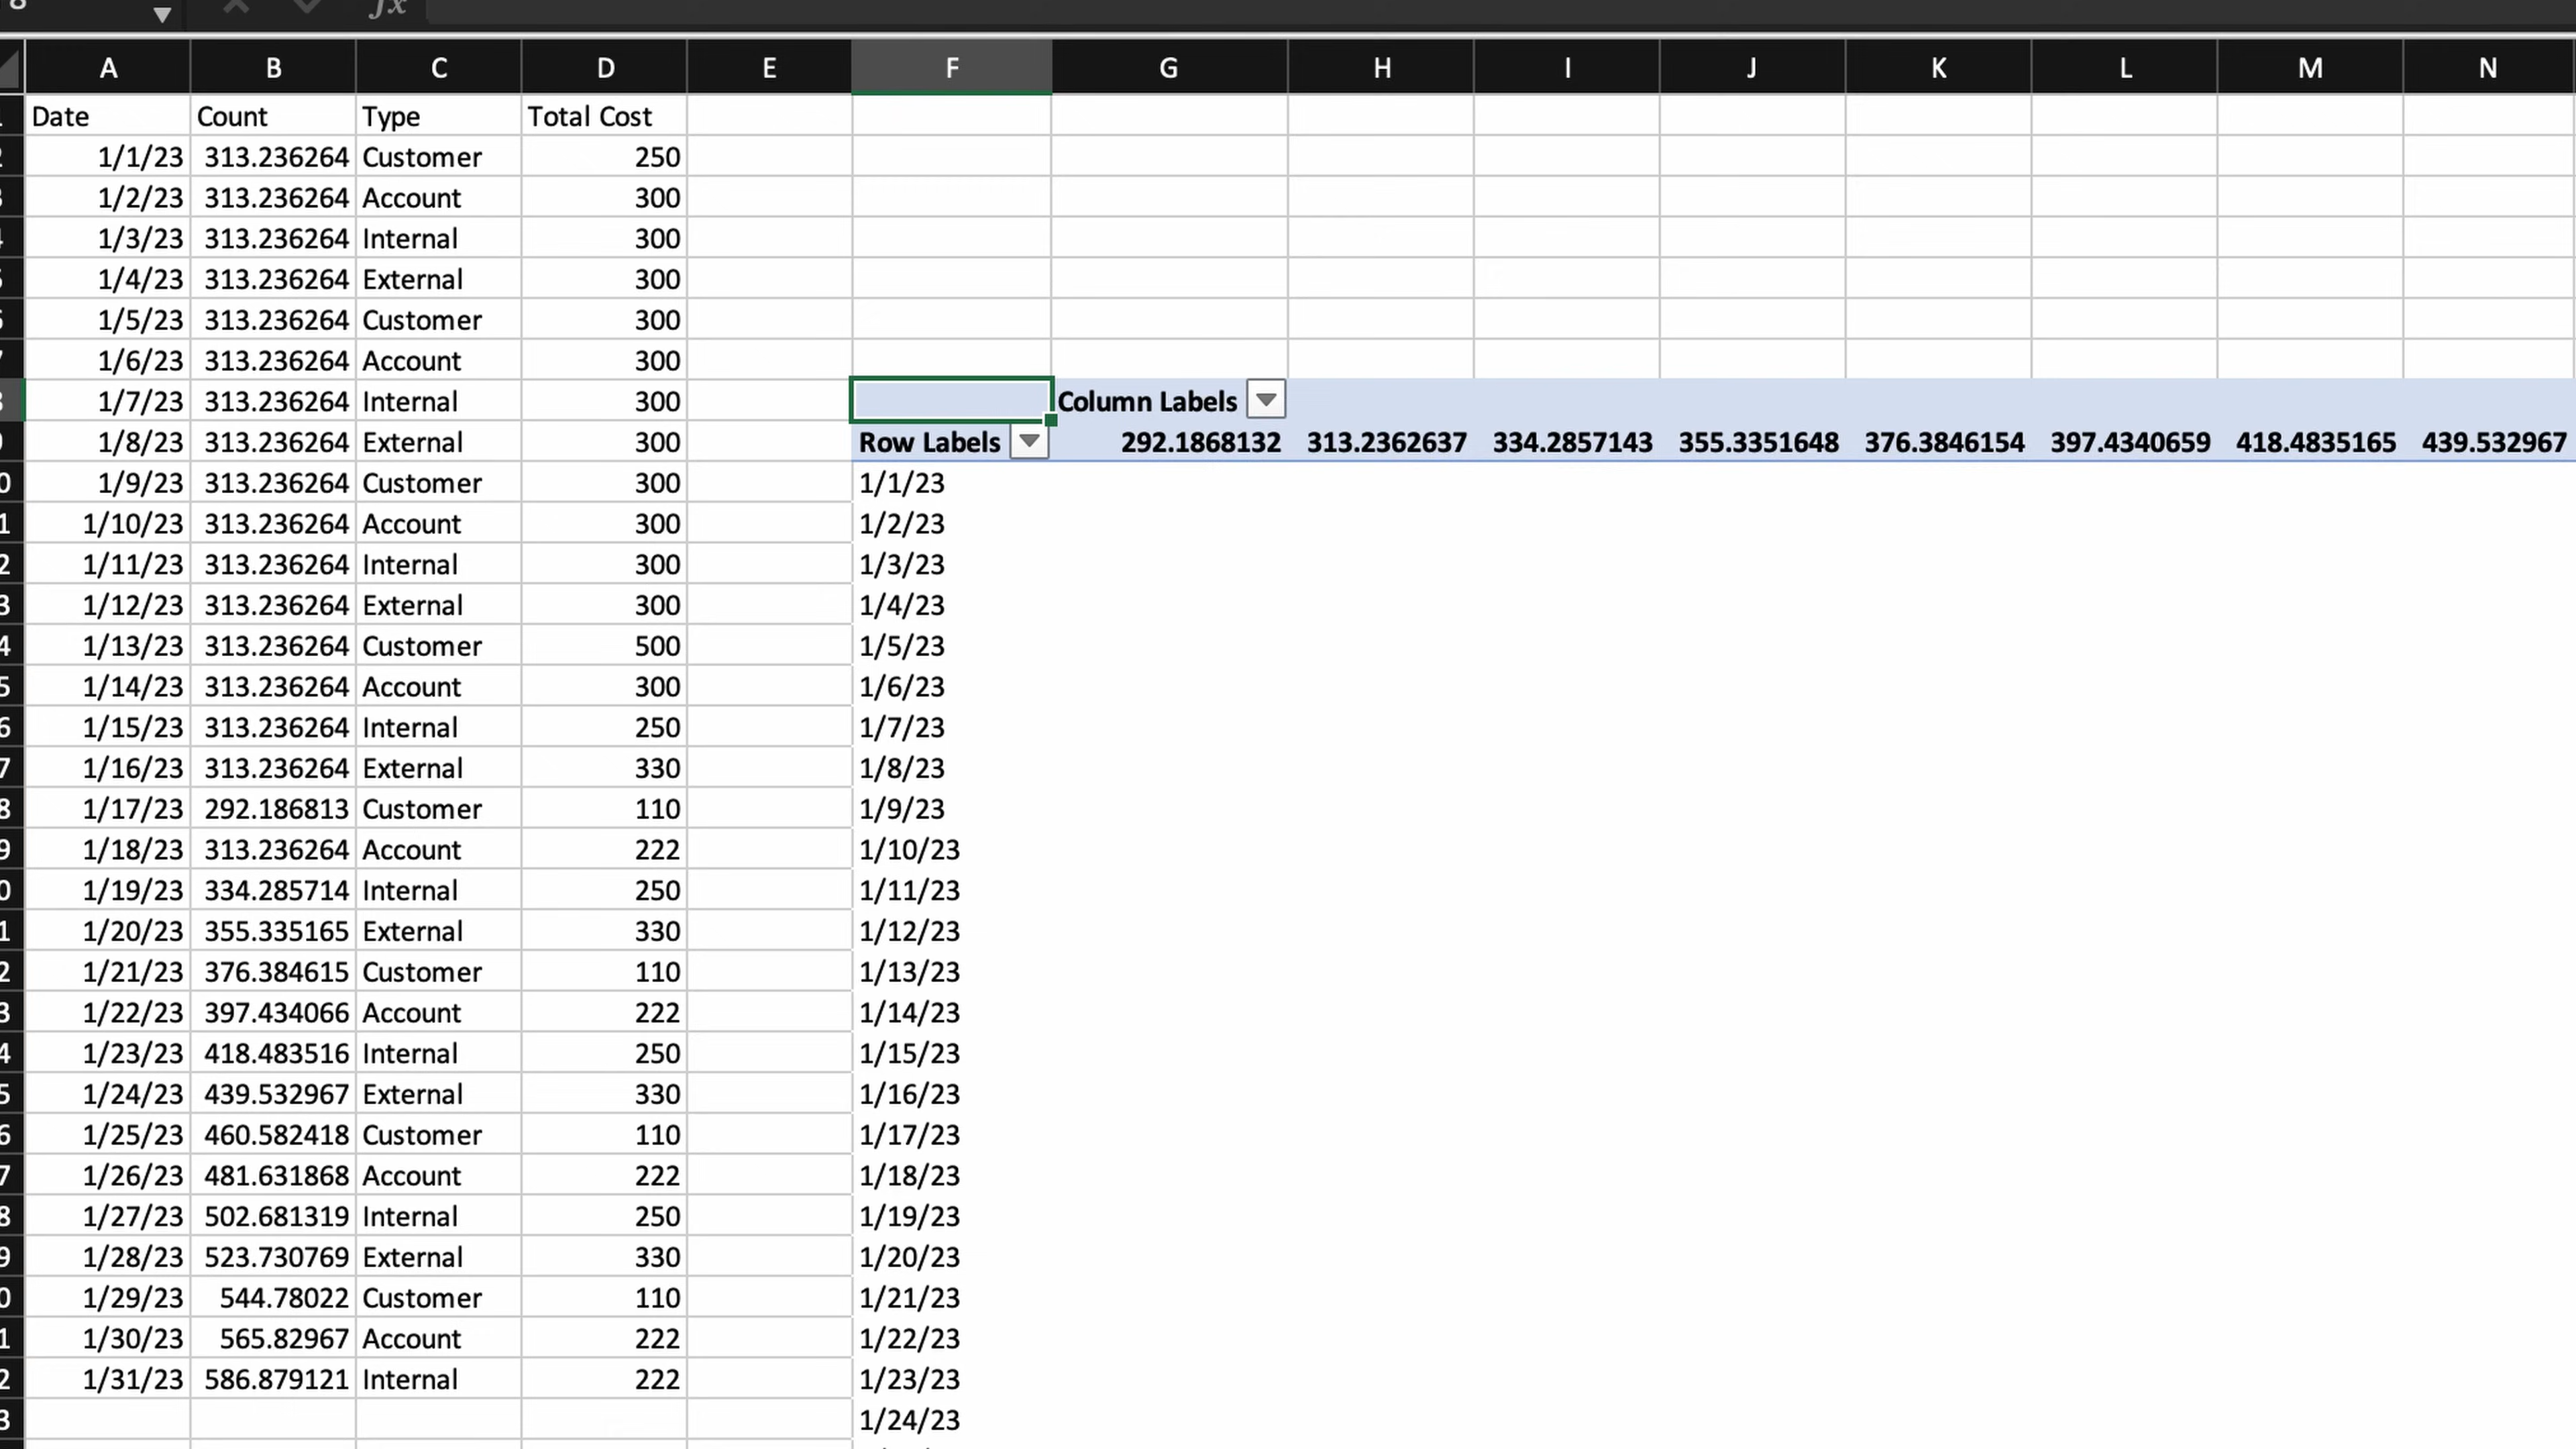 fx
A B C D E F G H I J K L M N
Date Count Type Total Cost
1/1/23 313.236264 Customer 250
1/2/23 313.236264 Account 300
1/3/23 313.236264 Internal 300
1/4/23 313.236264 External 300
1/5/23 313.236264 Customer 300
1/6/23 313.236264 Account 300
1/7/23 313.236264 Internal 300 Column Labels
1/8/23 313.236264 External 300 Row Labels 292.1868132 313.2362637 334.2857143 355.3351648 376.3846154 397.4340659 418.4835165 439.532967
1/9/23 313.236264 Customer 300 1/1/23
1/10/23 313.236264 Account 300 1/2/23
1/11/23 313.236264 Internal 300 1/3/23
1/12/23 313.236264 External 300 1/4/23
1/13/23 313.236264 Customer 500 1/5/23
1/14/23 313.236264 Account 300 1/6/23
1/15/23 313.236264 Internal 250 1/7/23
1/16/23 313.236264 External 330 1/8/23
1/17/23 292.186813 Customer 110 1/9/23
1/18/23 313.236264 Account 222 1/10/23
1/19/23 334.285714 Internal 250 1/11/23
1/20/23 355.335165 External 330 1/12/23
1/21/23 376.384615 Customer 110 1/13/23
1/22/23 397.434066 Account 222 1/14/23
1/23/23 418.483516 Internal 250 1/15/23
1/24/23 439.532967 External 330 1/16/23
1/25/23 460.582418 Customer 110 1/17/23
1/26/23 481.631868 Account 222 1/18/23
1/27/23 502.681319 Internal 250 1/19/23
1/28/23 523.730769 External 330 1/20/23
1/29/23 544.78022 Customer 110 1/21/23
1/30/23 565.82967 Account 222 1/22/23
1/31/23 586.879121 Internal 222 1/23/23
1/24/23